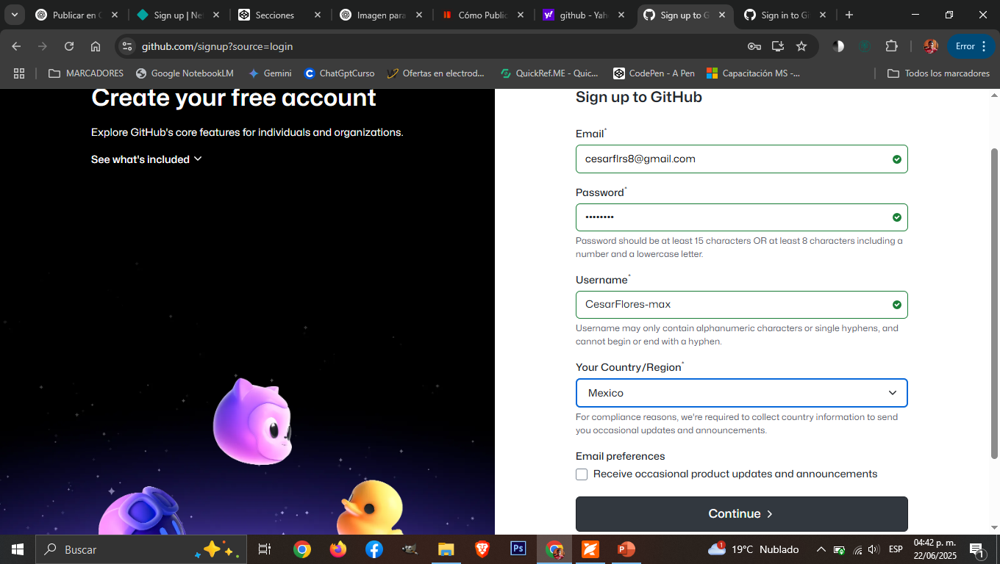 Publicar en C
Sign up | Ne
Secciones
Imagen para
Cómo Public
github - Yah
Sign up to G
Sign in to Gi
github.com/signup?source=login
Error
MARCADORES
Google NotebookLM
Gemini
ChatGptCurso
Ofertas en electrod...
QuickRef.ME - Quic...
CodePen - A Pen
Capacitación MS -...
Todos los marcadores
Create your free account
Explore GitHub's core features for individuals and organizations.
See what's included
Sign up to GitHub
Email*
cesarflrs8@gmail.com
Password*
••••••••
Password should be at least 15 characters OR at least 8 characters including a
number and a lowercase letter.
Username*
CesarFlores-max
Username may only contain alphanumeric characters or single hyphens, and
cannot begin or end with a hyphen.
Your Country/Region*
Mexico
For compliance reasons, we're required to collect country information to send
you occasional updates and announcements.
Email preferences
Receive occasional product updates and announcements
Continue
Buscar
Ps
1
19°C Nublado
ESP
04:42 p. m.
22/06/2025
1